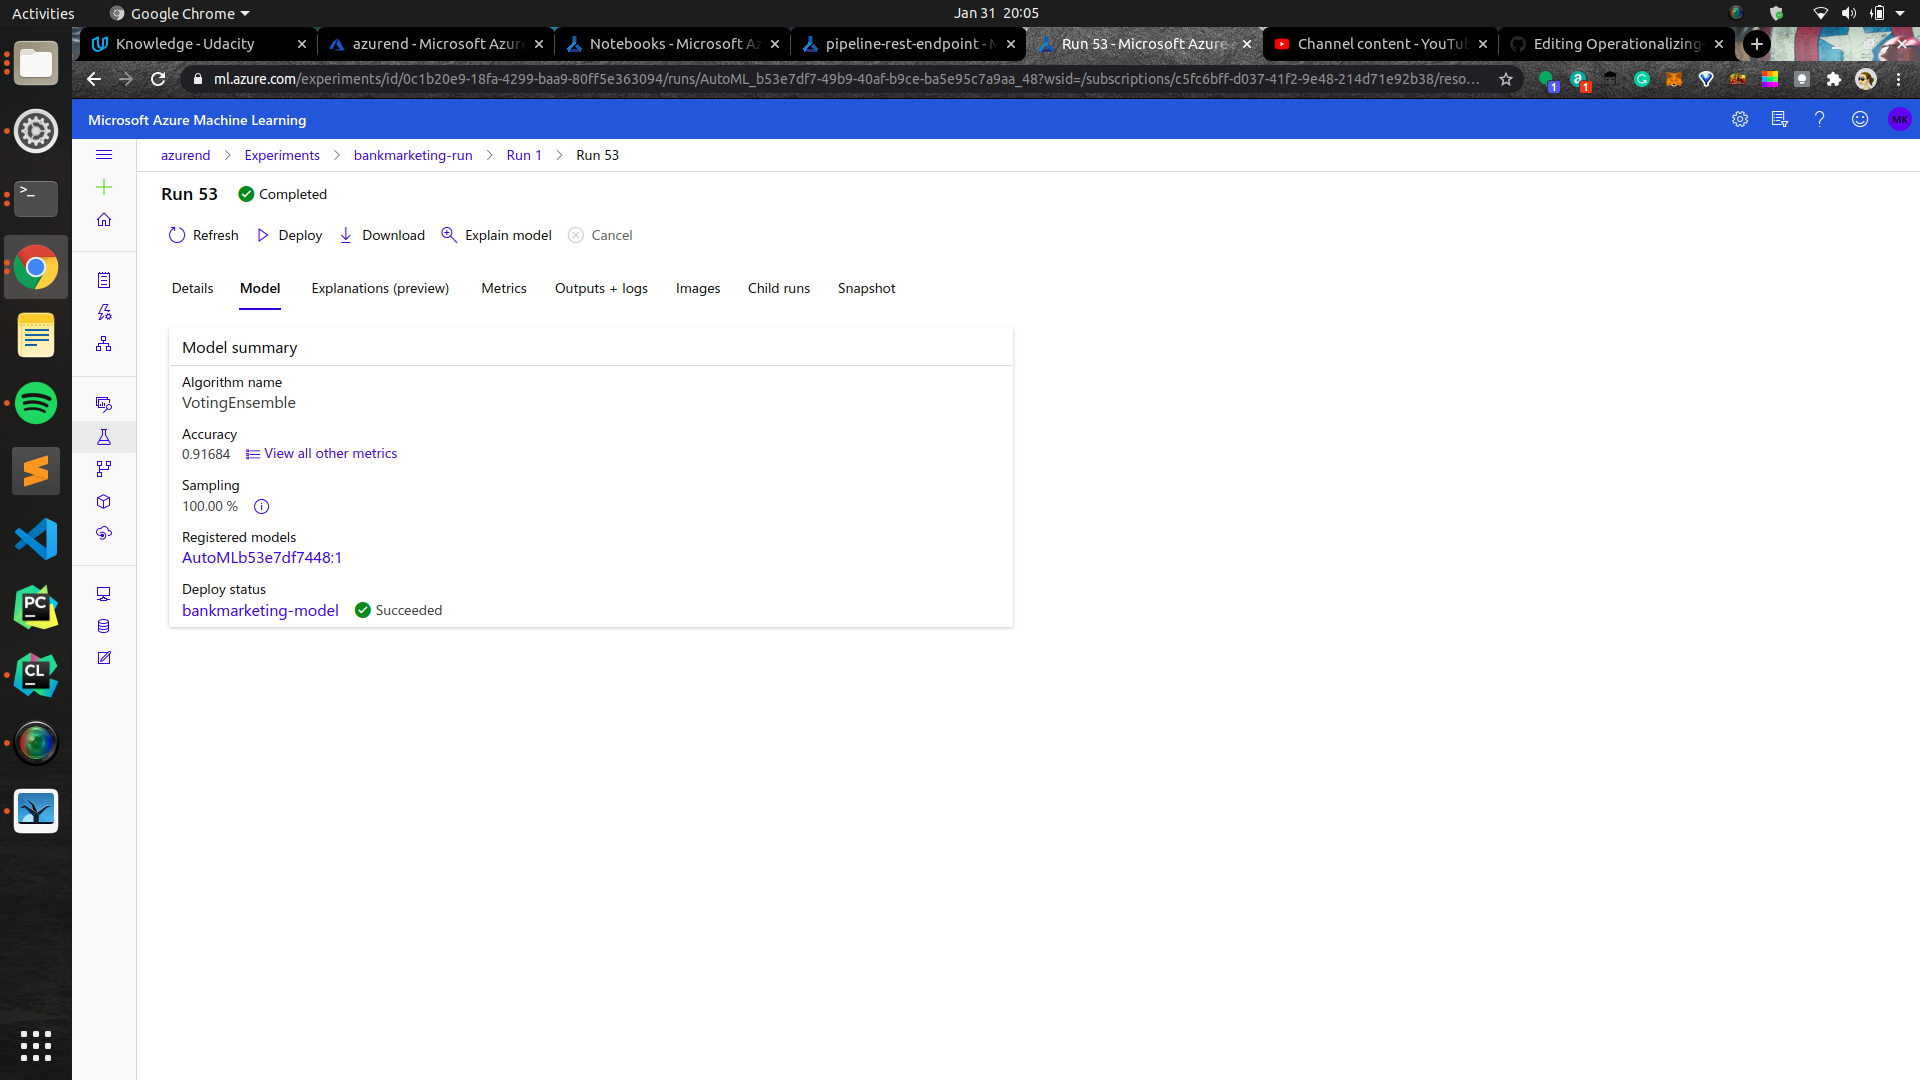 Activities
Google Chrome
Jan 31 20:05
Knowledge - Udacity
azurend - Microsoft Azure
Notebooks - Microsoft Az
pipeline-rest-endpoint - M
Run 53 - Microsoft Azure
Channel content - YouTub
Editing Operationalizing-
ml.azure.com/experiments/id/0c1b20e9-18fa-4299-baa9-80ff5e363094/runs/AutoML_b53e7df7-49b9-40af-b9ce-ba5e95c7a9aa_48?wsid=/subscriptions/c5fc6bff-d037-41f2-9e48-214d71e92b38/reso...
1
1
Microsoft Azure Machine Learning
MK
azurend > Experiments > bankmarketing-run > Run 1 > Run 53
Run 53 Completed
Refresh Deploy Download Explain model Cancel
Details Model Explanations (preview) Metrics Outputs + logs Images Child runs Snapshot
Model summary
Algorithm name
VotingEnsemble
Accuracy
0.91684 View all other metrics
Sampling
100.00 %
Registered models
AutoMLb53e7df7448:1
Deploy status
bankmarketing-model Succeeded
PC
CL